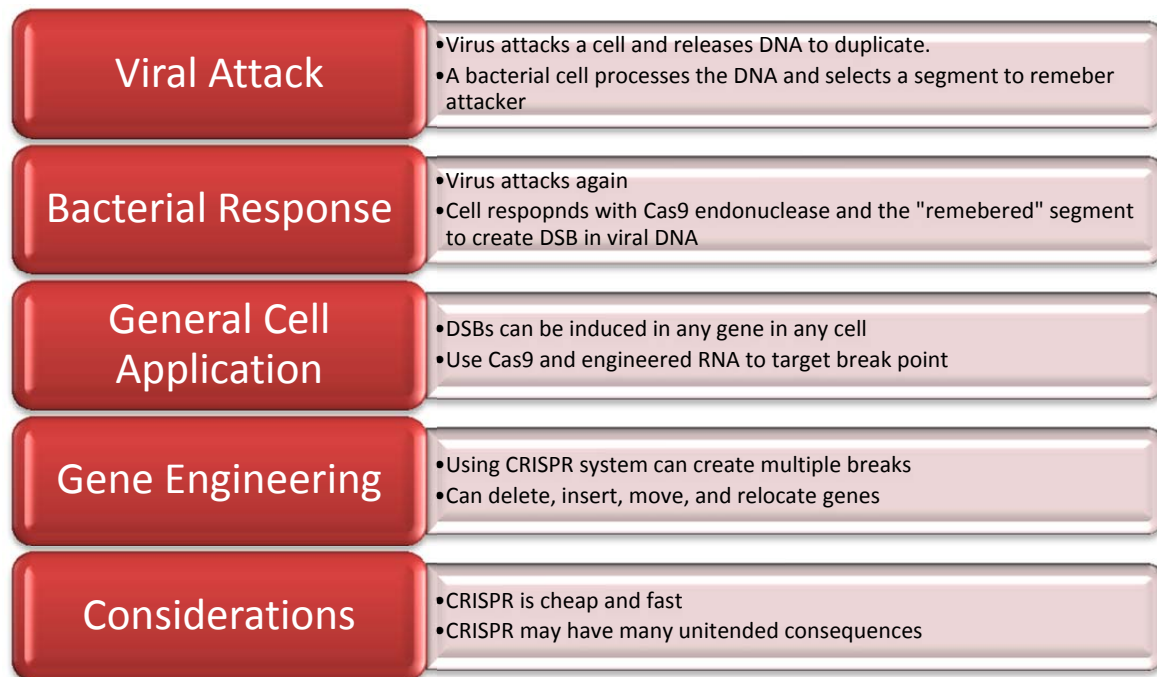 Viral Attack
•Virus attacks a cell and releases DNA to duplicate.
•A bacterial cell processes the DNA and selects a segment to remeber
attacker
Bacterial Response
•Virus attacks again
•Cell respopnds with Cas9 endonuclease and the "remebered" segment
to create DSB in viral DNA
General Cell
Application
•DSBs can be induced in any gene in any cell
•Use Cas9 and engineered RNA to target break point
Gene Engineering
•Using CRISPR system can create multiple breaks
•Can delete, insert, move, and relocate genes
Considerations
•CRISPR is cheap and fast
•CRISPR may have many unitended consequences